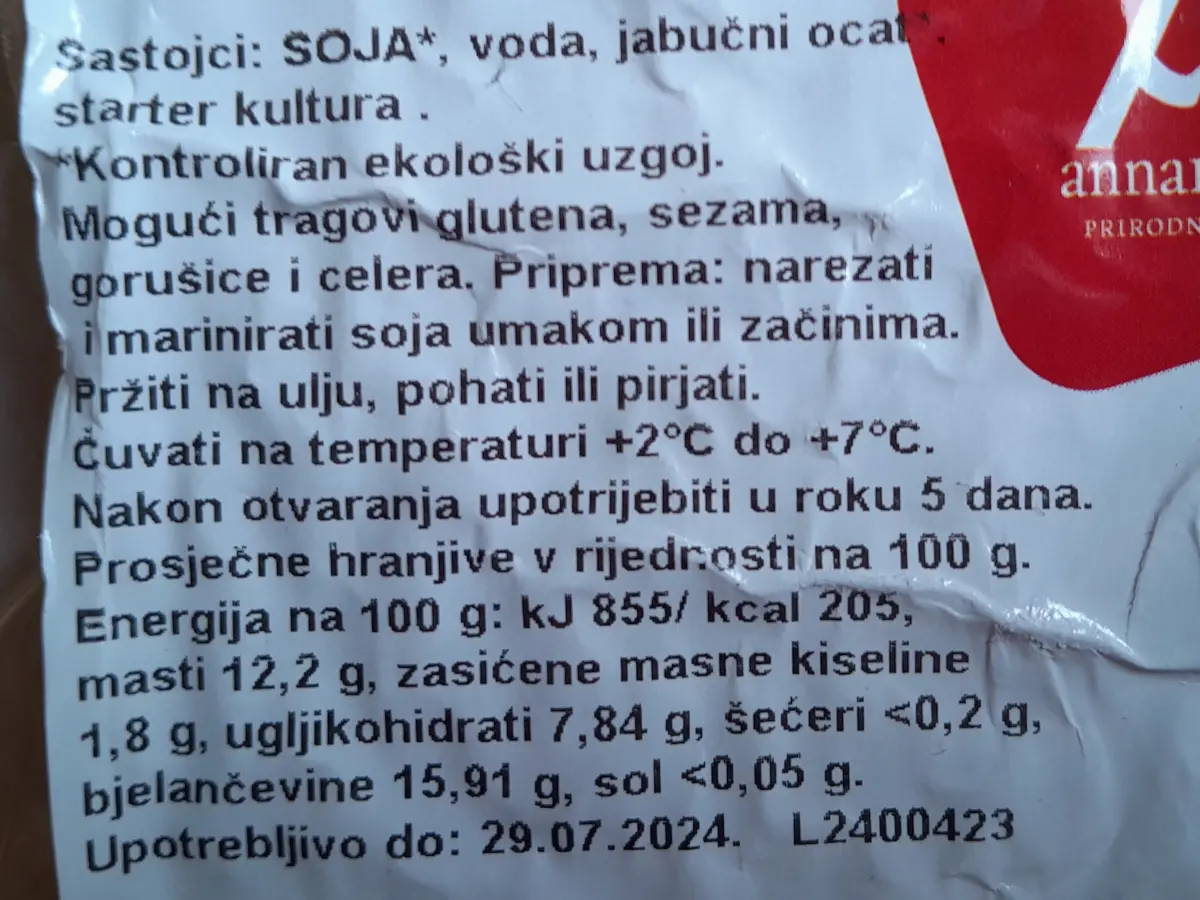 Sastojci: SOJA*, voda, jabučni ocat*.
starter kultura .
*Kontroliran ekološki uzgoj.
Mogući tragovi glutena, sezama,
gorušice i celera. Priprema: narezati
i marinirati soja umakom ili začinima.
Pržiti na ulju, pohati ili pirjati.
Čuvati na temperaturi +2°C do +7°C.
Nakon otvaranja upotrijebiti u roku 5 dana.
Prosječne hranjive v rijednosti na 100 g.
Energija na 100 g: kJ 855/ kcal 205,
masti 12,2 g, zasićene masne kiseline
1,8 g, ugljikohidrati 7,84 g, šećeri <0,2 g,
bjelančevine 15,91 g, sol <0,05 g.
Upotrebljivo do: 29.07.2024. L2400423